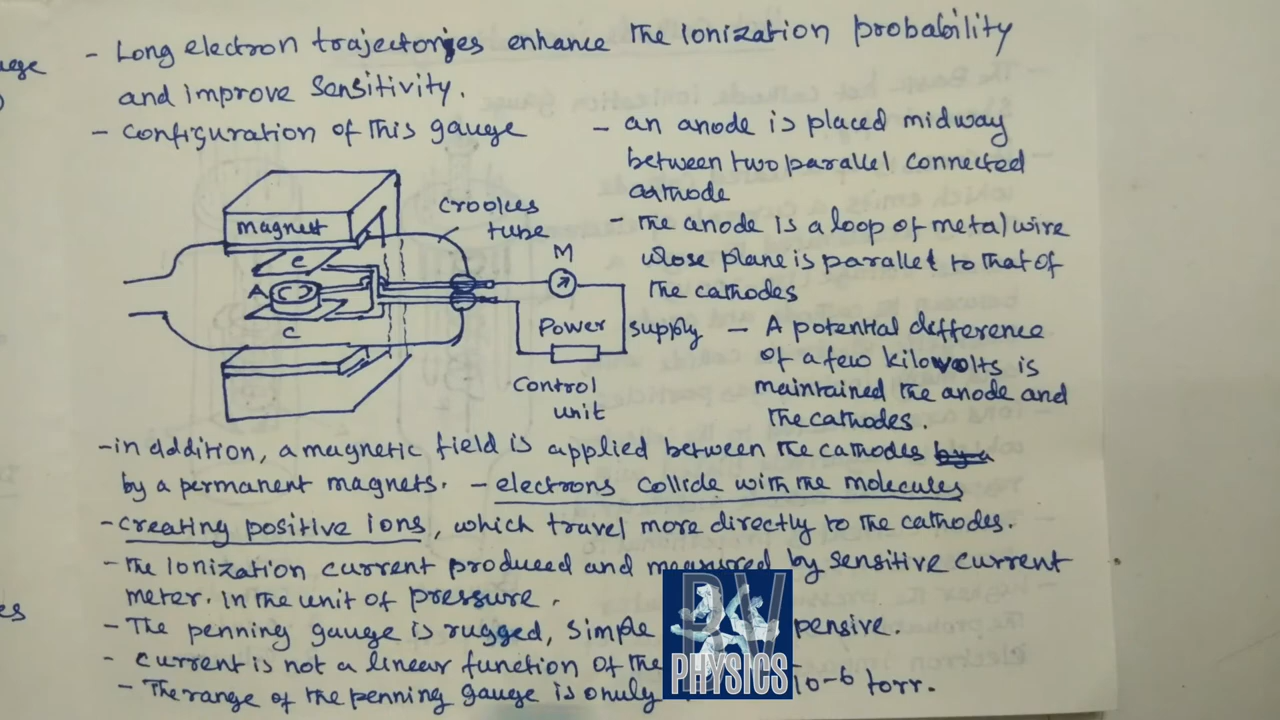 - Long electron trajectories enhance the ionization probability
and improve sensitivity.
- configuration of this gauge
- an anode is placed midway
between two parallel connected
cathode
- The anode is a loop of metal/wire
whose plane is parallel to that of
the cathodes
magnet
Crookes
tube
C
A
C
M
Power supply
Control
unit
- A potential difference
of a few kilovolts is
maintained the anode and
the cathodes.
- in addition, a magnetic field is applied between the cathodes
by a permanent magnets. - electrons collide with the molecules
- creating positive ions, which travel more directly to the cathodes.
- The ionization current produced and measured by sensitive current
meter. in the unit of pressure.
- The penning gauge is rugged, simple pensive.
- current is not a linear function of the
- The range of the penning gauge is onuly 10-6 torr.
BV
PHYSICS